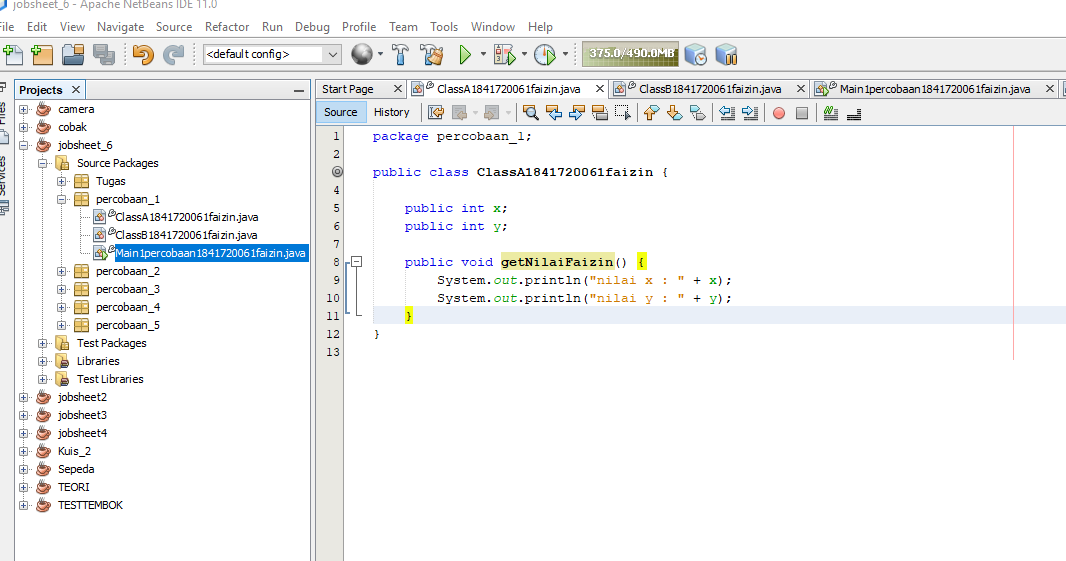 jobsheet_6 - Apache NetBeans IDE 11.0
File Edit View Navigate Source Refactor Run Debug Profile Team Tools Window Help
<default config> 375.0/490.0MB
Files
Services
Projects
camera
cobak
jobsheet_6
Source Packages
Tugas
percobaan_1
ClassA1841720061faizin.java
ClassB1841720061faizin.java
Main1percobaan1841720061faizin.java
percobaan_2
percobaan_3
percobaan_4
percobaan_5
Test Packages
Libraries
Test Libraries
jobsheet2
jobsheet3
jobsheet4
Kuis_2
Sepeda
TEORI
TESTTEMBOK
Start Page ClassA1841720061faizin.java ClassB1841720061faizin.java Main1percobaan1841720061faizin.java
Source History
1 package percobaan_1;
2
public class ClassA1841720061faizin {
4
5 public int x;
6 public int y;
7
8 public void getNilaiFaizin() {
9 System.out.println("nilai x : " + x);
10 System.out.println("nilai y : " + y);
11 }
12 }
13